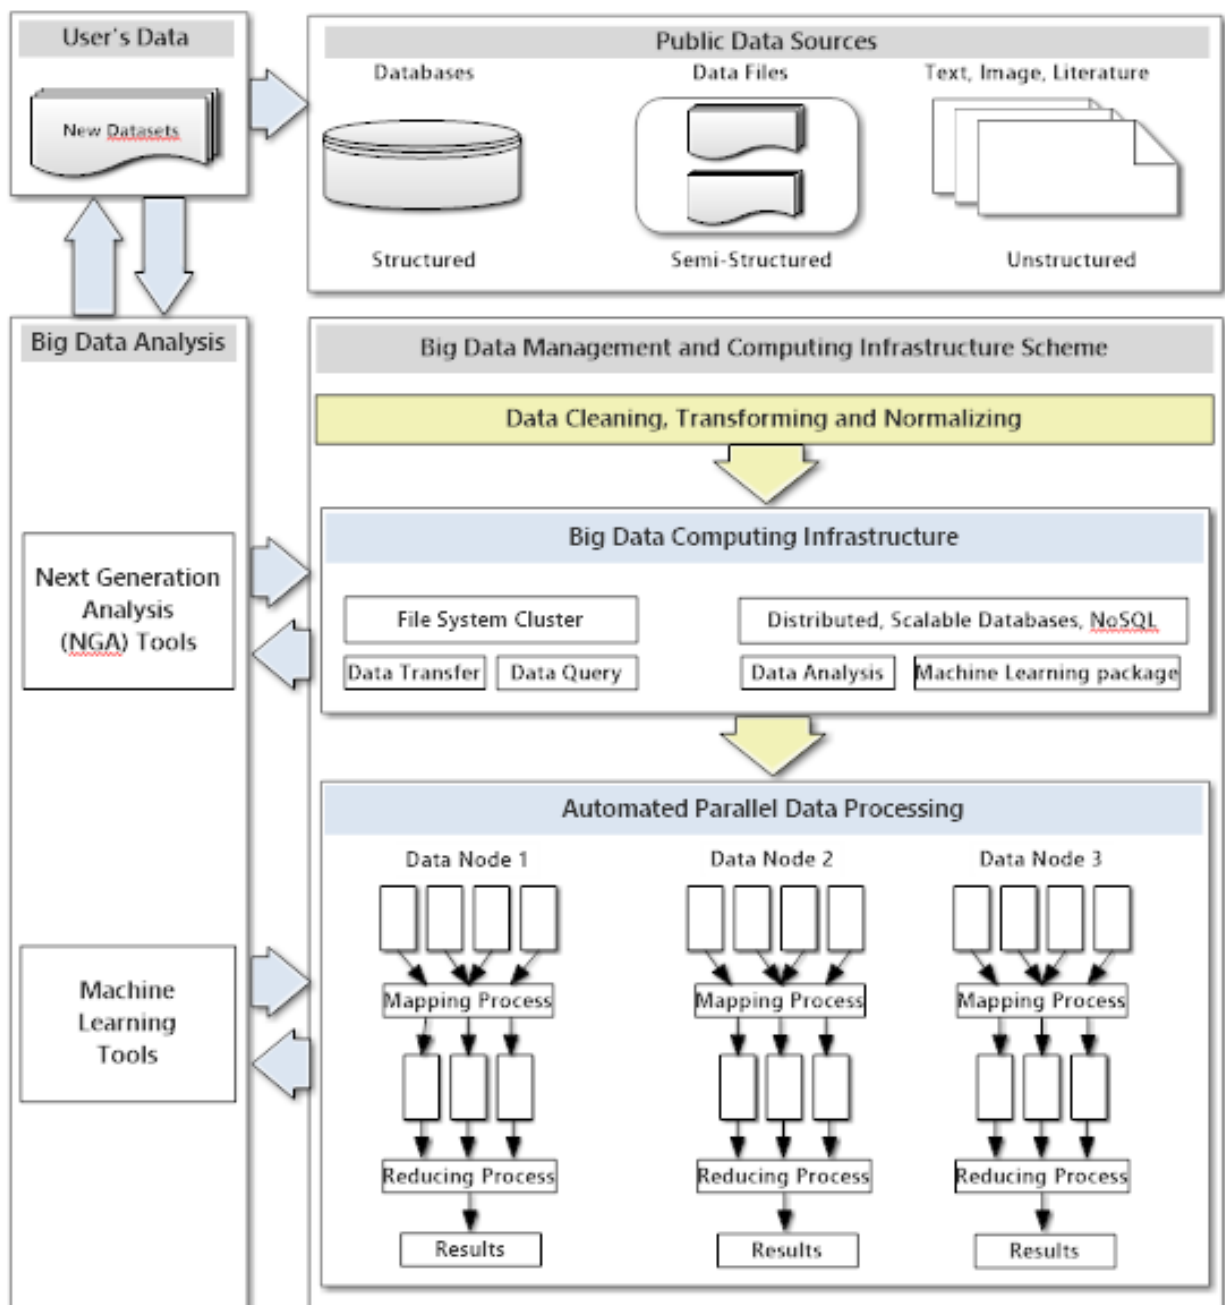 User's Data
New Datasets
Public Data Sources
Databases
Data Files
Text, Image, Literature
Structured
Semi-Structured
Unstructured
Big Data Analysis
Next Generation
Analysis
(NGA) Tools
Machine
Learning
Tools
Big Data Management and Computing Infrastructure Scheme
Data Cleaning, Transforming and Normalizing
Big Data Computing Infrastructure
File System Cluster
Distributed, Scalable Databases, NoSQL
Data Transfer
Data Query
Data Analysis
Machine Learning package
Automated Parallel Data Processing
Data Node 1
Data Node 2
Data Node 3
Mapping Process
Mapping Process
Mapping Process
Reducing Process
Reducing Process
Reducing Process
Results
Results
Results